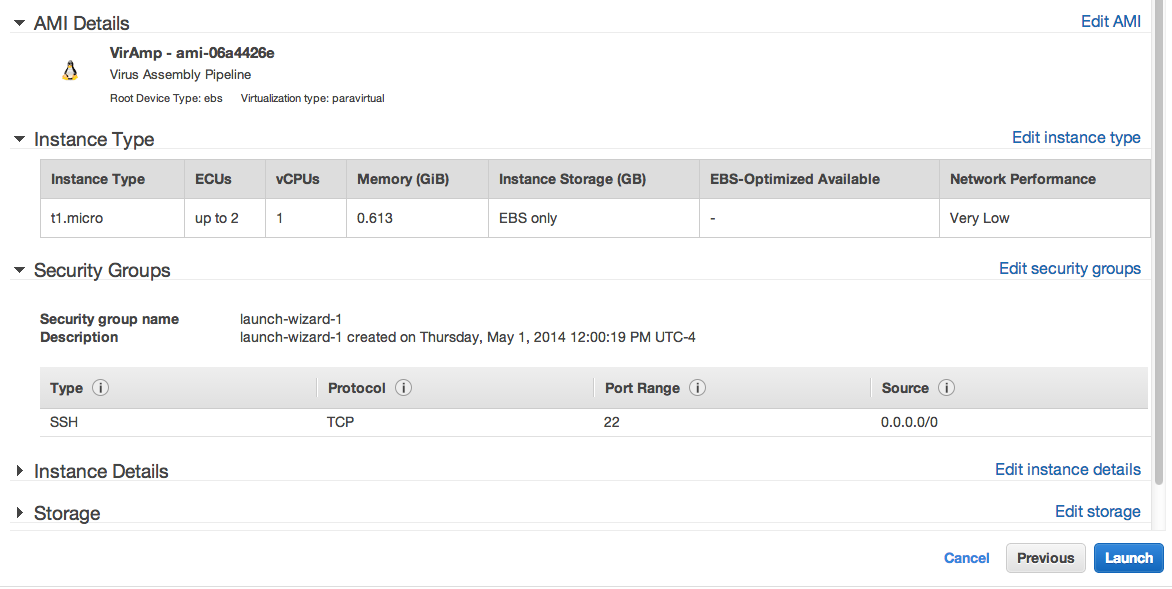 AMI Details Edit AMI
VirAmp - ami-06a4426e
Virus Assembly Pipeline
Root Device Type: ebs Virtualization type: paravirtual
Instance Type Edit instance type
Instance Type ECUs vCPUs Memory (GiB) Instance Storage (GB) EBS-Optimized Available Network Performance
t1.micro up to 2 1 0.613 EBS only - Very Low
Security Groups Edit security groups
Security group name launch-wizard-1
Description launch-wizard-1 created on Thursday, May 1, 2014 12:00:19 PM UTC-4
Type i Protocol i Port Range i Source i
SSH TCP 22 0.0.0.0/0
Instance Details Edit instance details
Storage Edit storage
Cancel Previous Launch